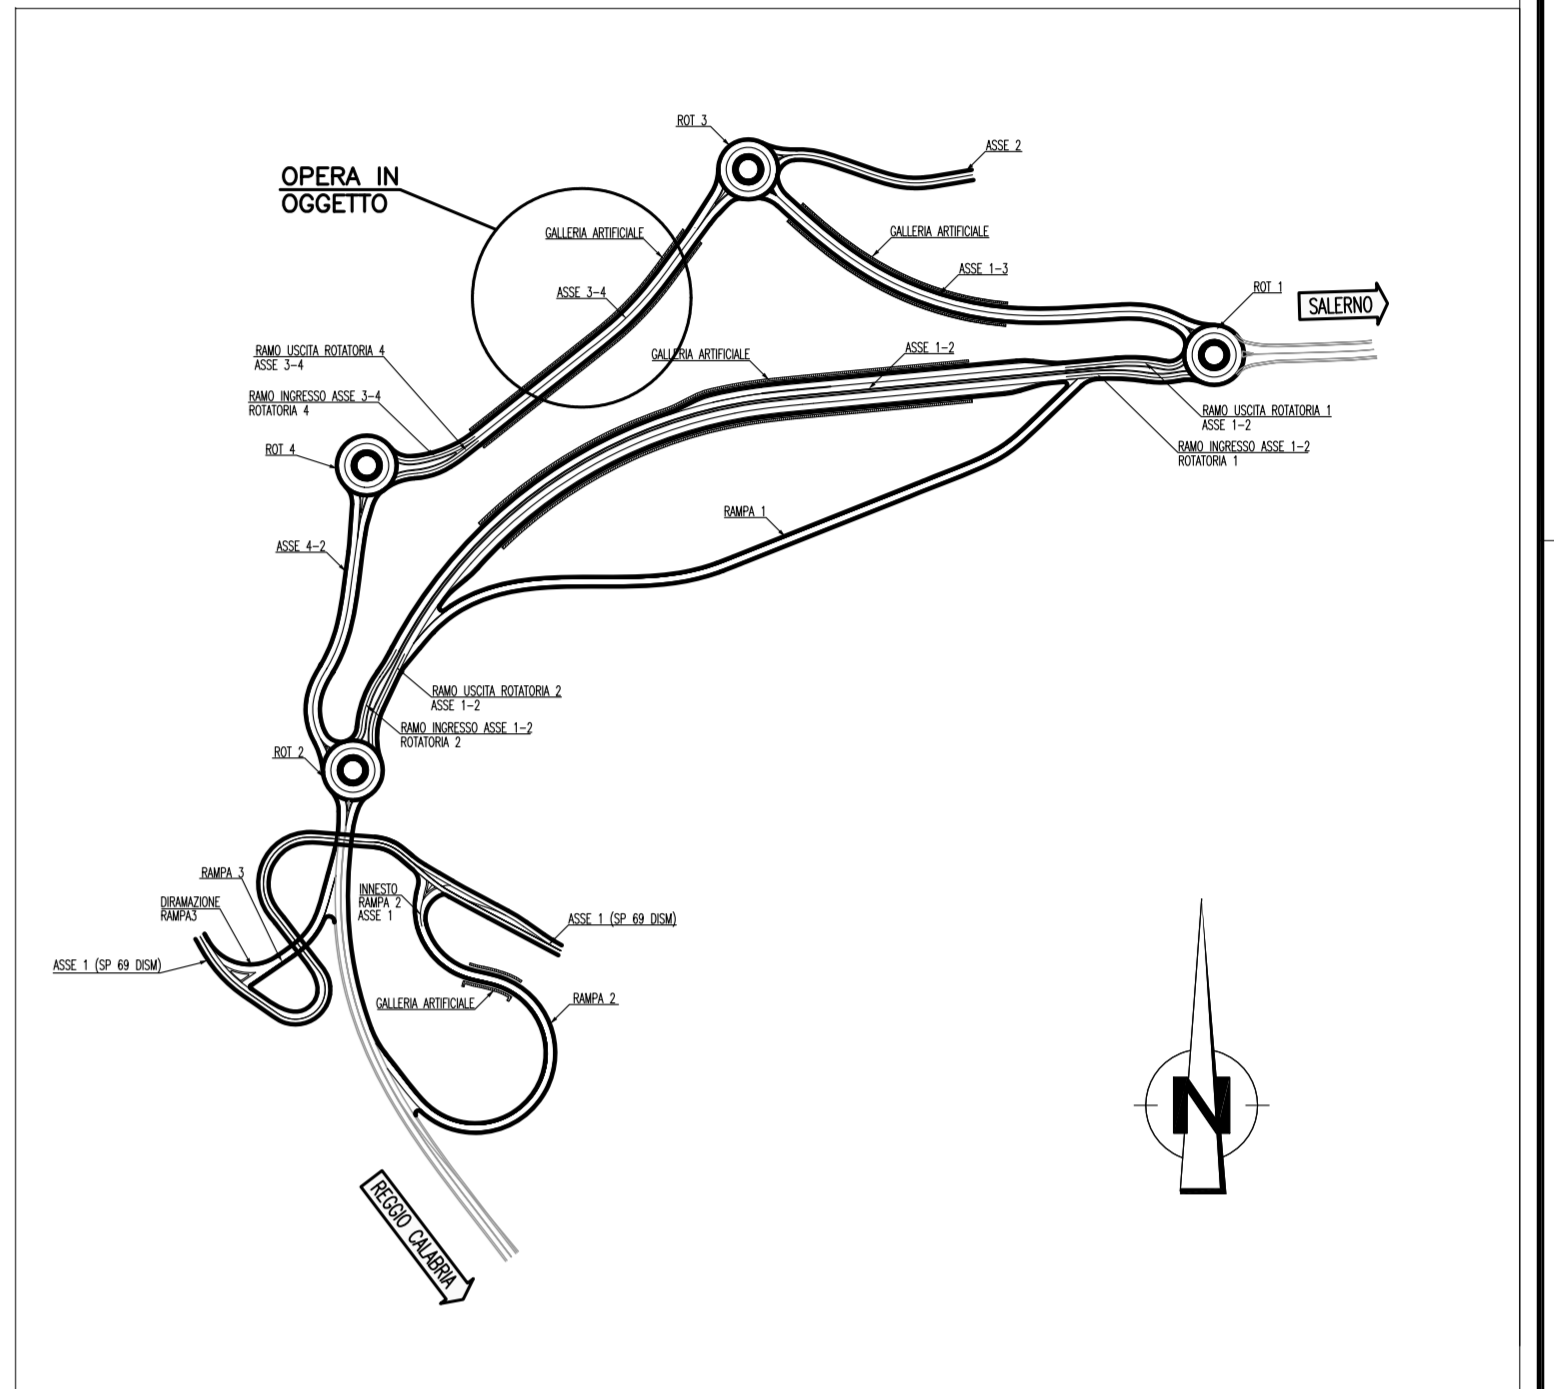 ROT 3
ASSE 2
OPERA IN
OGGETTO
GALLERIA ARTIFICIALE
GALLERIA ARTIFICIALE
ASSE 1-3
ROT 1
SALERNO
ASSE 3-4
RAMO USCITA ROTATORIA 4
ASSE 3-4
GALLERIA ARTIFICIALE
ASSE 1-2
RAMO INGRESSO ASSE 3-4
ROTATORIA 4
RAMO USCITA ROTATORIA 1
ASSE 1-2
ROT 4
RAMO INGRESSO ASSE 1-2
ROTATORIA 1
RAMPA 1
ASSE 4-2
RAMO USCITA ROTATORIA 2
ASSE 1-2
RAMO INGRESSO ASSE 1-2
ROTATORIA 2
ROT 2
RAMPA 3
INNESTO
RAMPA 2
ASSE 1
DIRAMAZIONE
RAMPA3
ASSE 1 (SP 69 DISM)
ASSE 1 (SP 69 DISM)
GALLERIA ARTIFICIALE
RAMPA 2
N
REGGIO CALABRIA